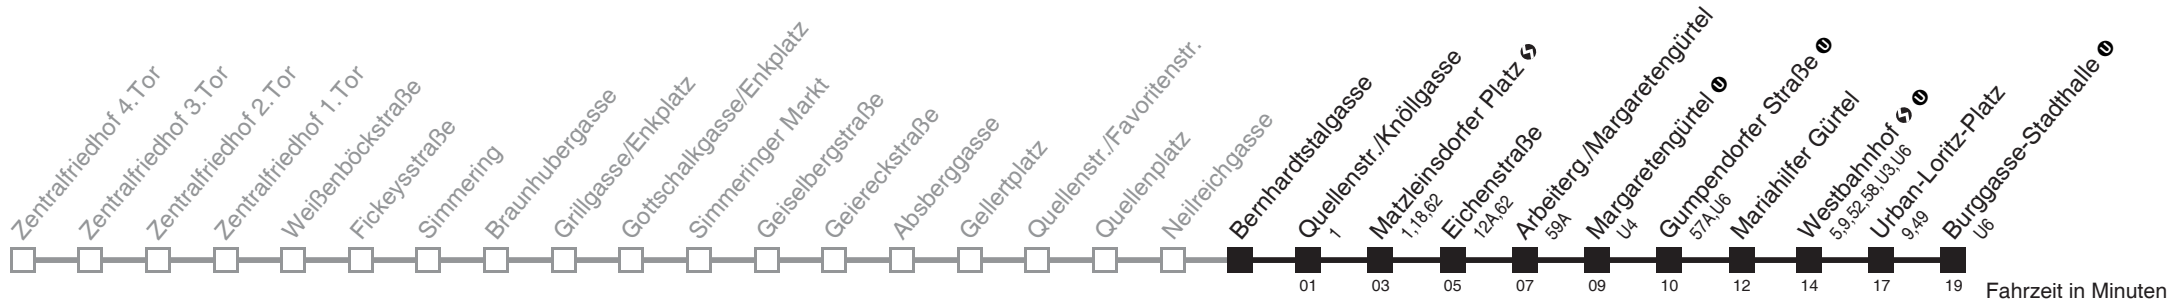 Zentralfriedhof 4.Tor
Zentralfriedhof 3.Tor
Zentralfriedhof 2.Tor
Zentralfriedhof 1.Tor
Weißenböckstraße
Fickeysstraße
Simmering
Braunhubergasse
Grillgasse/Enkplatz
Gottschalkgasse/Enkplatz
Simmeringer Markt
Geiselbergstraße
Geiereckstraße
Absberggasse
Gellertplatz
Quellenstr./Favoritenstr.
Quellenplatz
Neilreichgasse
Bernhardtstalgasse
Quellenstr./Knöllgasse
1
Matzleinsdorfer Platz S
1,18,62
Eichenstraße
12A,62
Arbeiterg./Margaretengürtel
59A
Margaretengürtel U
U4
Gumpendorfer Straße U
57A,U6
Mariahilfer Gürtel
Westbahnhof S U
5,9,52,58,U3,U6
Urban-Loritz-Platz
9,49
Burggasse-Stadthalle U
U6
01 03 05 07 09 10 12 14 17 19 Fahrzeit in Minuten